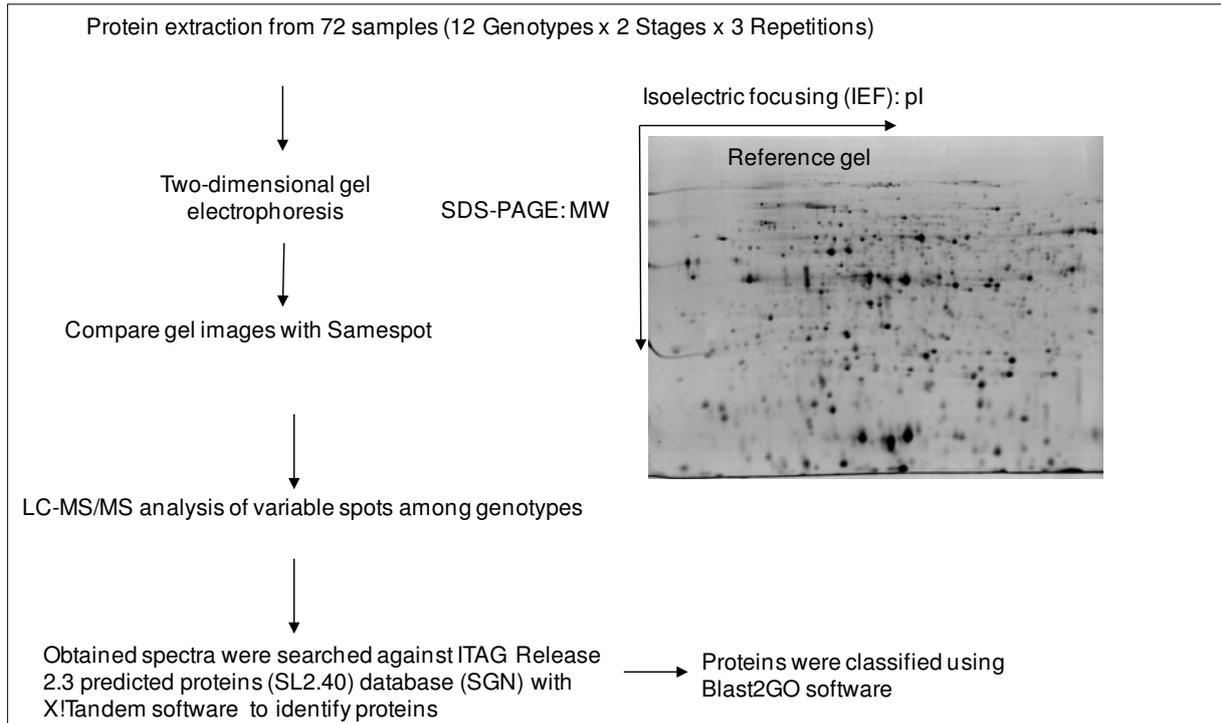 Protein extraction from 72 samples (12 Genotypes x 2 Stages x 3 Repetitions)
Isoelectric focusing (IEF): pI
Reference gel
Two-dimensional gel
electrophoresis
SDS-PAGE: MW
Compare gel images with Samespot
LC-MS/MS analysis of variable spots among genotypes
Obtained spectra were searched against ITAG Release
2.3 predicted proteins (SL2.40) database (SGN) with
X!Tandem software to identify proteins
Proteins were classified using
Blast2GO software